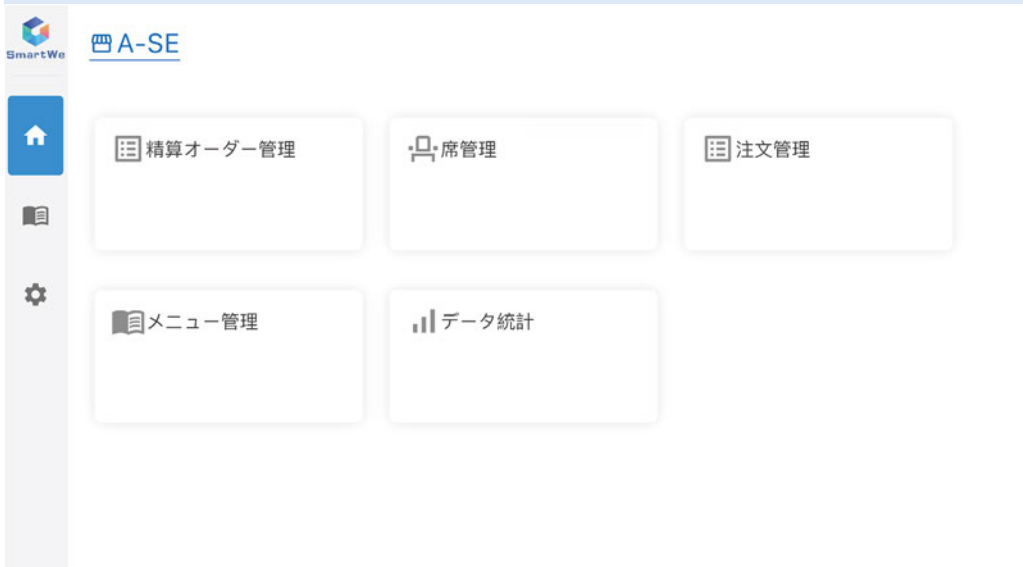 SmartWe
A-SE
精算オーダー管理
席管理
注文管理
メニュー管理
データ統計